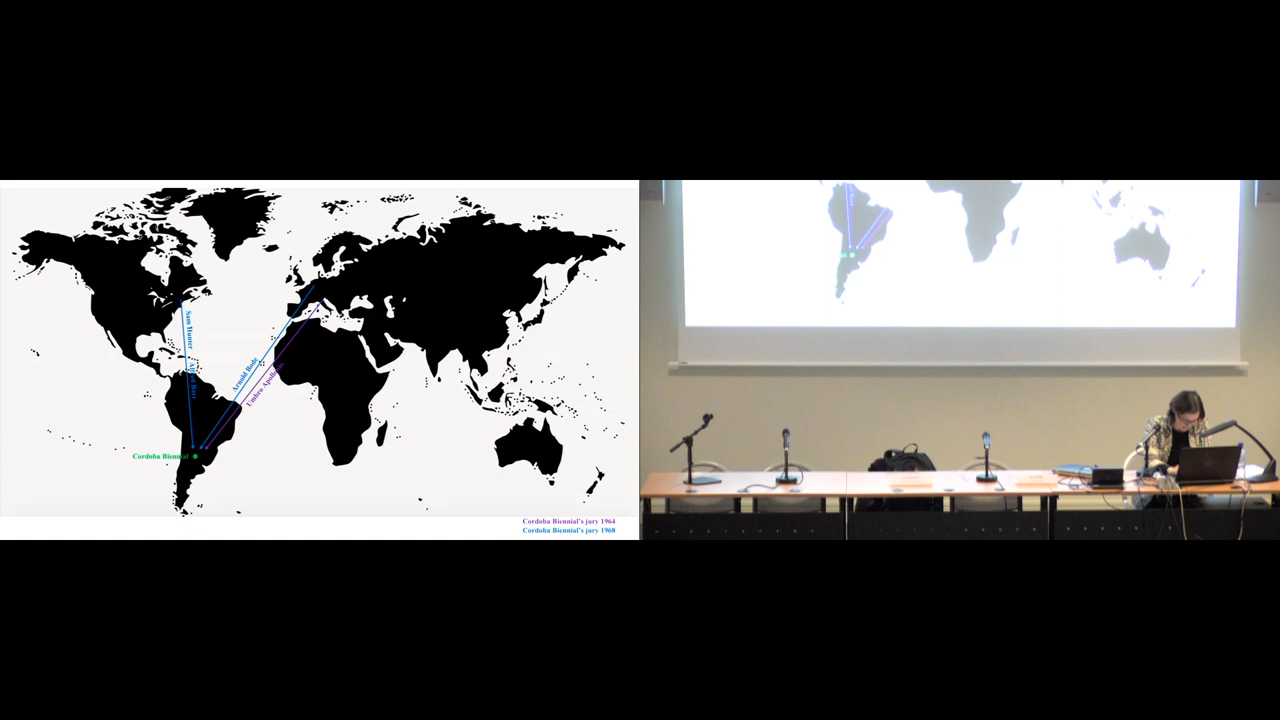 Sam Hunter
Alfred Barr
Arnold Bode
Umbro Apollonio
Cordoba Biennial
Cordoba Biennial's jury 1964
Cordoba Biennial's jury 1968